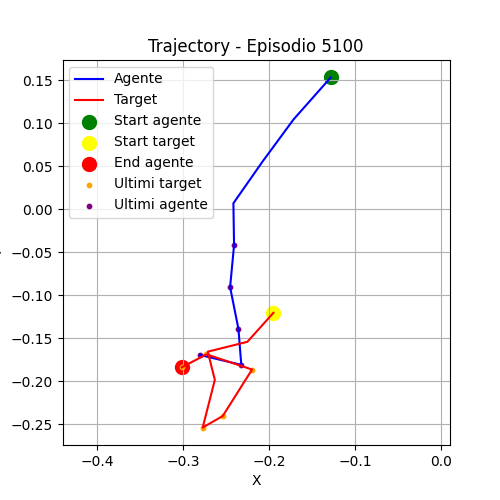 Trajectory - Episodio 5100
Agente
Target
Start agente
Start target
End agente
Ultimi target
Ultimi agente
0.15
0.10
0.05
0.00
−0.05
−0.10
−0.15
−0.20
−0.25
−0.4
−0.3
−0.2
−0.1
0.0
X